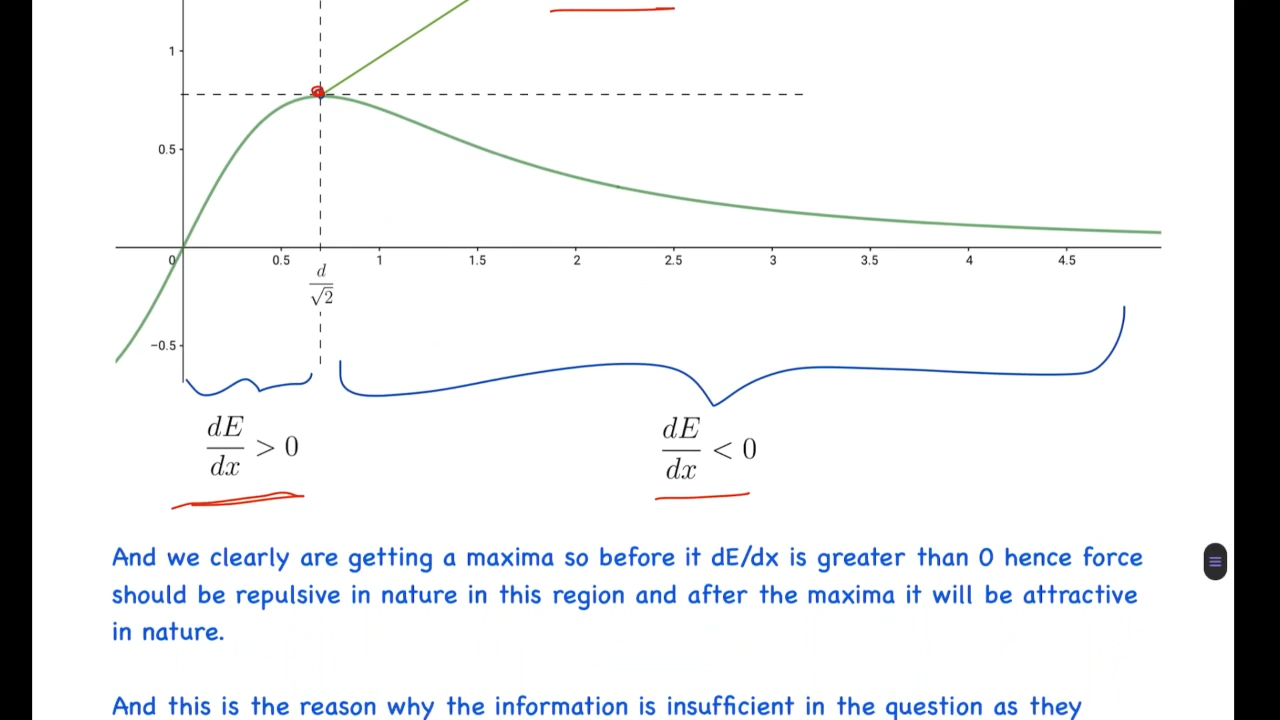 1
0.5
0
0.5
1
1.5
2
2.5
3
3.5
4
4.5
d
√2
−0.5
dE
dx
> 0
dE
dx
< 0
And we clearly are getting a maxima so before it dE/dx is greater than 0 hence force
should be repulsive in nature in this region and after the maxima it will be attractive
in nature.
And this is the reason why the information is insufficient in the question as they